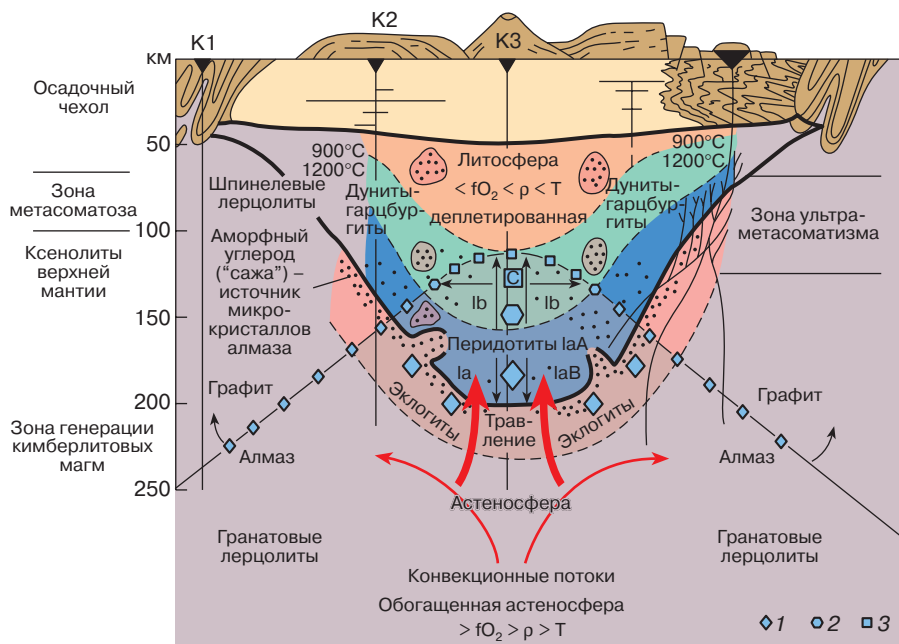 К1
К2
К3
КМ
Осадочный
чехол
50
Зона
метасоматоза
100
Ксенолиты
верхней
мантии
150
200
Зона генерации
кимберлитовых
магм
250
900°C
1200°C
900°C
1200°C
Литосфера
< fO2 < ρ < T
деплетированная
Шпинелевые
лерцолиты
Дуниты-
гарцбур-
гиты
Дуниты-
гарцбур-
гиты
Зона ультра-
метасоматизма
Аморфный
углерод
("сажа") –
источник
микро-
кристаллов
алмаза
C
Ib
Ib
Перидотиты IaA
Ia
IaB
Эклогиты
Трав-
ление
Эклогиты
Графит
Алмаз
Графит
Алмаз
Астеносфера
Гранатовые
лерцолиты
Гранатовые
лерцолиты
Конвекционные потоки
Обогащенная астеносфера
> fO2 > ρ > T
1
2
3